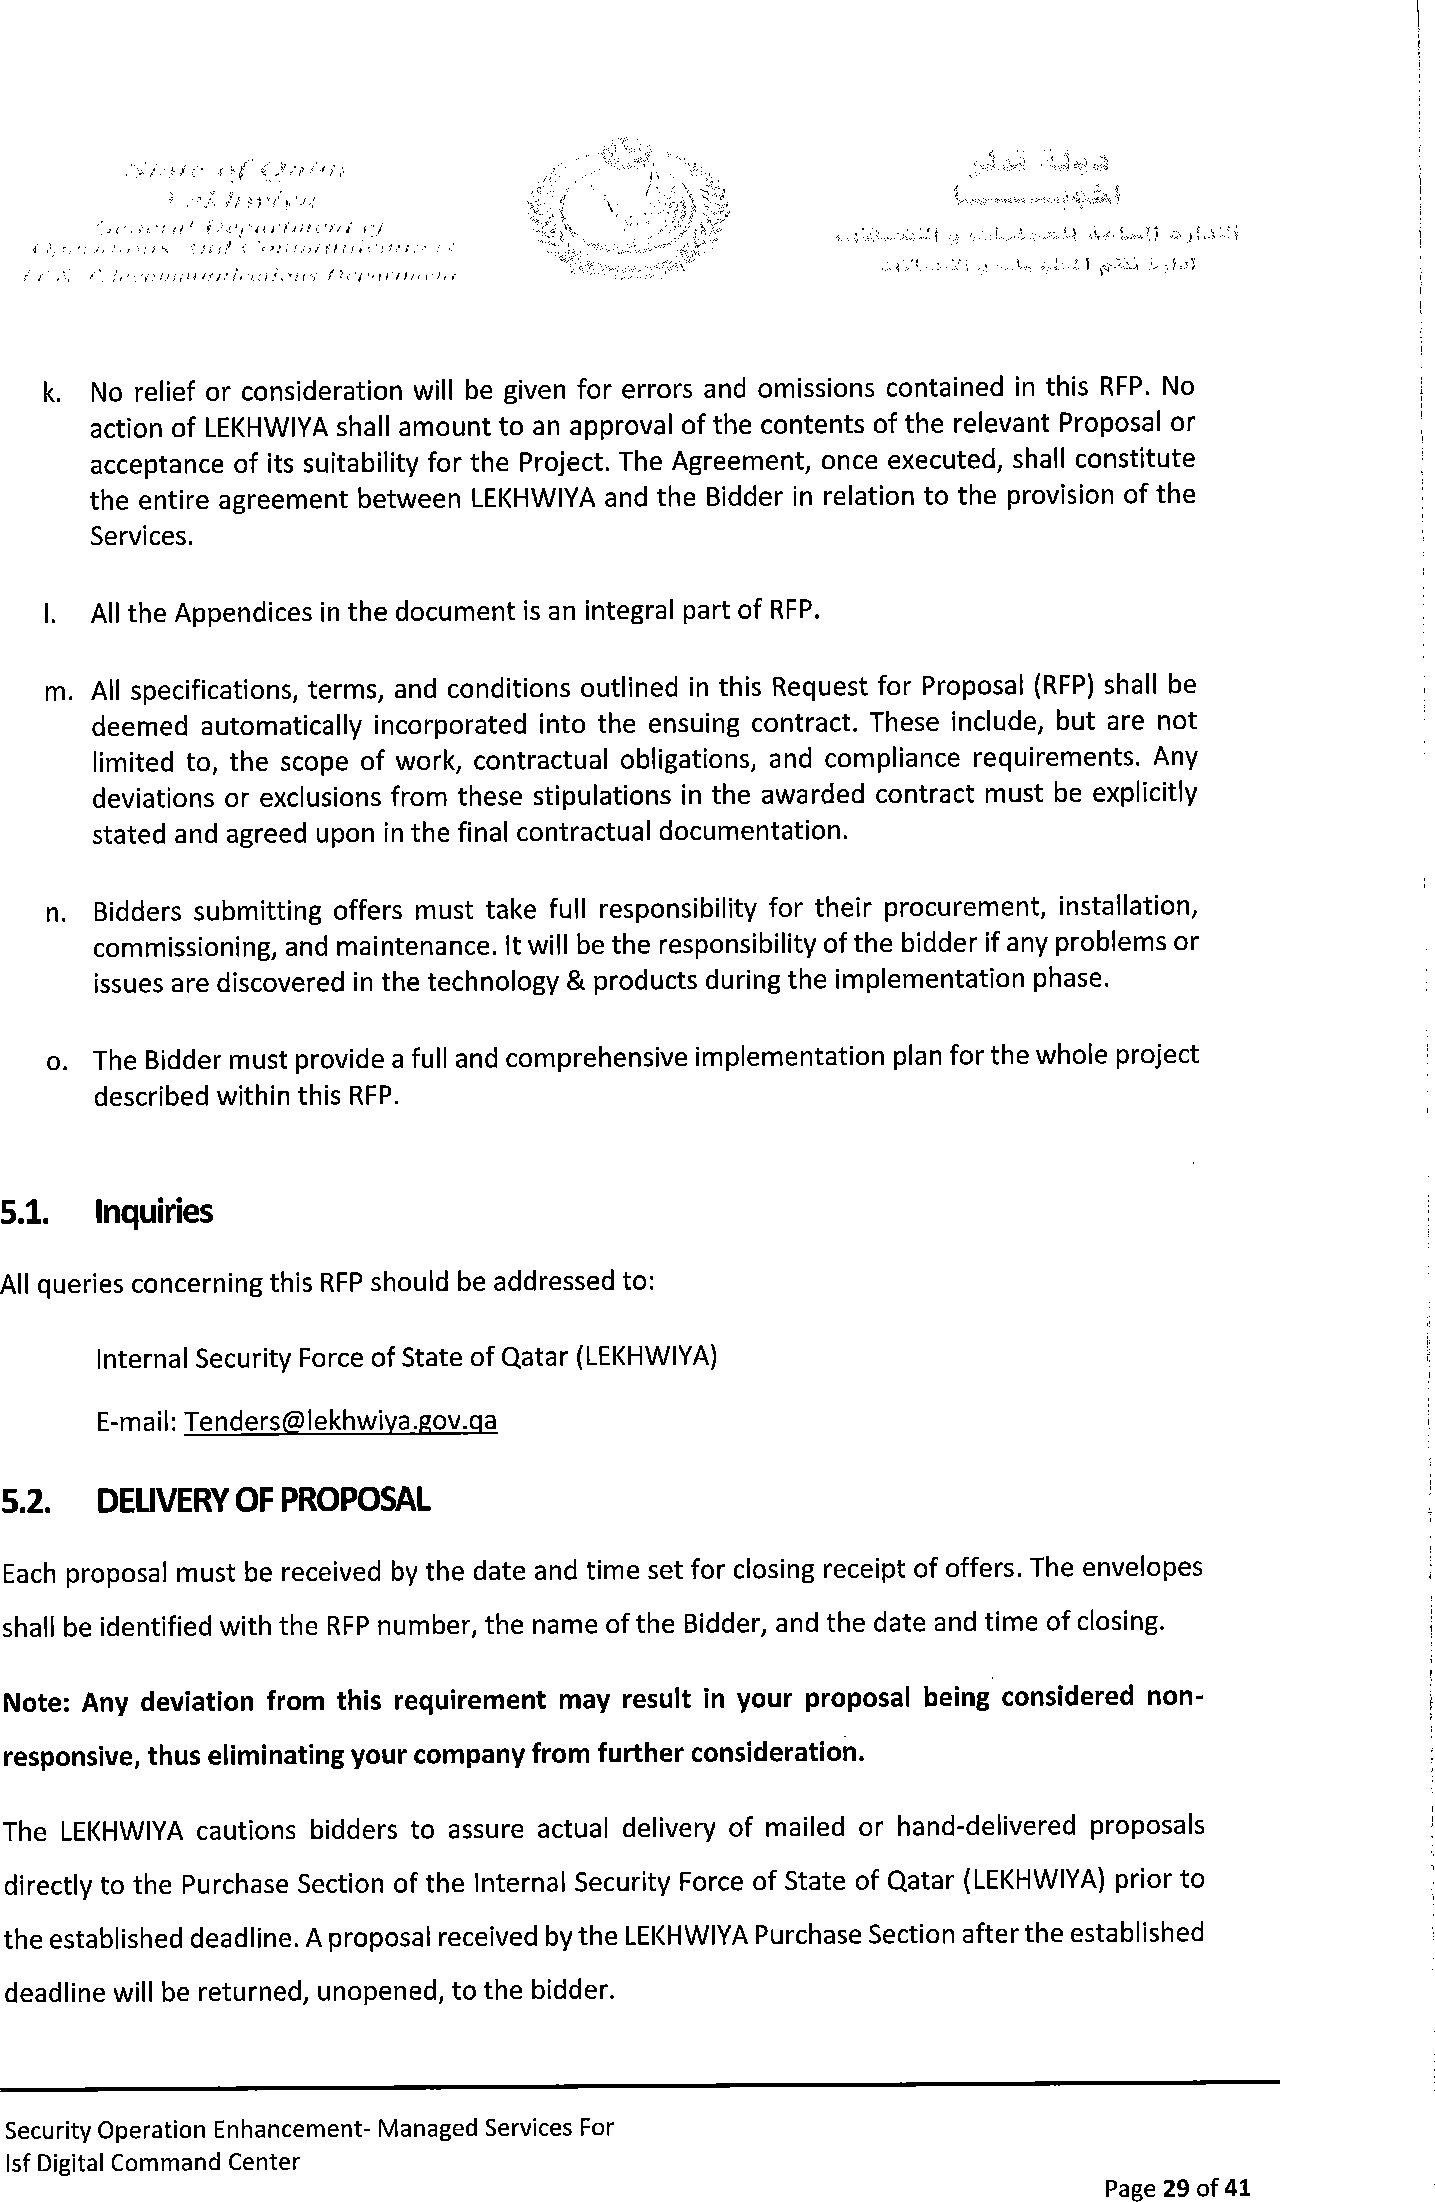 State of Qatar
Lekhwiya
General Department of
Operations and Communications
Telecommunications Department
دولة قطر
لخويا
k. No relief or consideration will be given for errors and omissions contained in this RFP. No
action of LEKHWIYA shall amount to an approval of the contents of the relevant Proposal or
acceptance of its suitability for the Project. The Agreement, once executed, shall constitute
the entire agreement between LEKHWIYA and the Bidder in relation to the provision of the
Services.
l. All the Appendices in the document is an integral part of RFP.
m. All specifications, terms, and conditions outlined in this Request for Proposal (RFP) shall be
deemed automatically incorporated into the ensuing contract. These include, but are not
limited to, the scope of work, contractual obligations, and compliance requirements. Any
deviations or exclusions from these stipulations in the awarded contract must be explicitly
stated and agreed upon in the final contractual documentation.
n. Bidders submitting offers must take full responsibility for their procurement, installation,
commissioning, and maintenance. It will be the responsibility of the bidder if any problems or
issues are discovered in the technology & products during the implementation phase.
o. The Bidder must provide a full and comprehensive implementation plan for the whole project
described within this RFP.
5.1. Inquiries
All queries concerning this RFP should be addressed to:
Internal Security Force of State of Qatar (LEKHWIYA)
E-mail: Tenders@lekhwiya.gov.qa
5.2. DELIVERY OF PROPOSAL
Each proposal must be received by the date and time set for closing receipt of offers. The envelopes
shall be identified with the RFP number, the name of the Bidder, and the date and time of closing.
Note: Any deviation from this requirement may result in your proposal being considered non-
responsive, thus eliminating your company from further consideration.
The LEKHWIYA cautions bidders to assure actual delivery of mailed or hand-delivered proposals
directly to the Purchase Section of the Internal Security Force of State of Qatar (LEKHWIYA) prior to
the established deadline. A proposal received by the LEKHWIYA Purchase Section after the established
deadline will be returned, unopened, to the bidder.
Security Operation Enhancement- Managed Services For
Isf Digital Command Center
Page 29 of 41